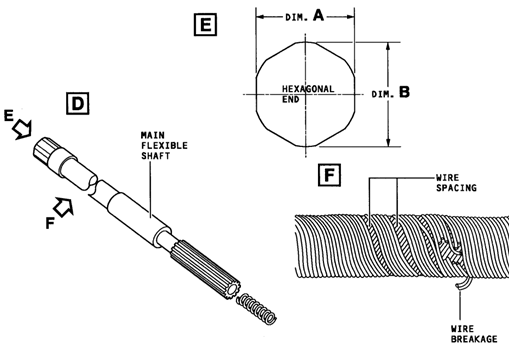 E
DIM. A
HEXAGONAL
END
DIM. B
D
E
MAIN
FLEXIBLE
SHAFT
F
F
WIRE
SPACING
WIRE
BREAKAGE